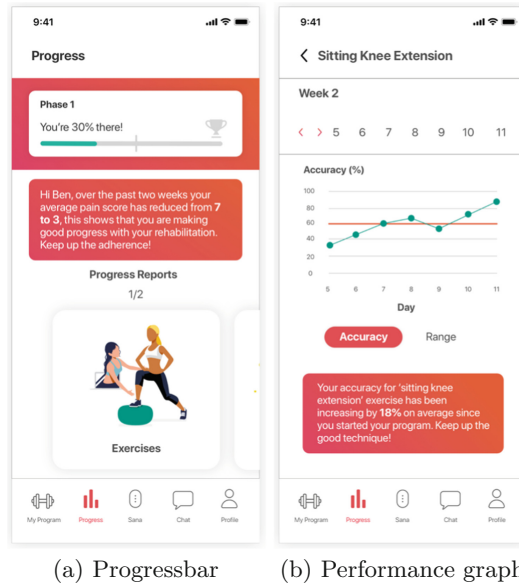 9:41
Progress
Phase 1
You're 30% there!
Hi Ben, over the past two weeks your
average pain score has reduced from 7
to 3, this shows that you are making
good progress with your rehabilitation.
Keep up the adherence!
Progress Reports
1/2
Exercises
My Program Progress Sana Chat Profile
(a) Progressbar
9:41
Sitting Knee Extension
Week 2
< > 5 6 7 8 9 10 11
Accuracy (%)
100
80
60
40
20
0
5 6 7 8 9 10 11
Day
Accuracy Range
Your accuracy for 'sitting knee
extension' exercise has been
increasing by 18% on average since
you started your program. Keep up the
good technique!
My Program Progress Sana Chat Profile
(b) Performance graph